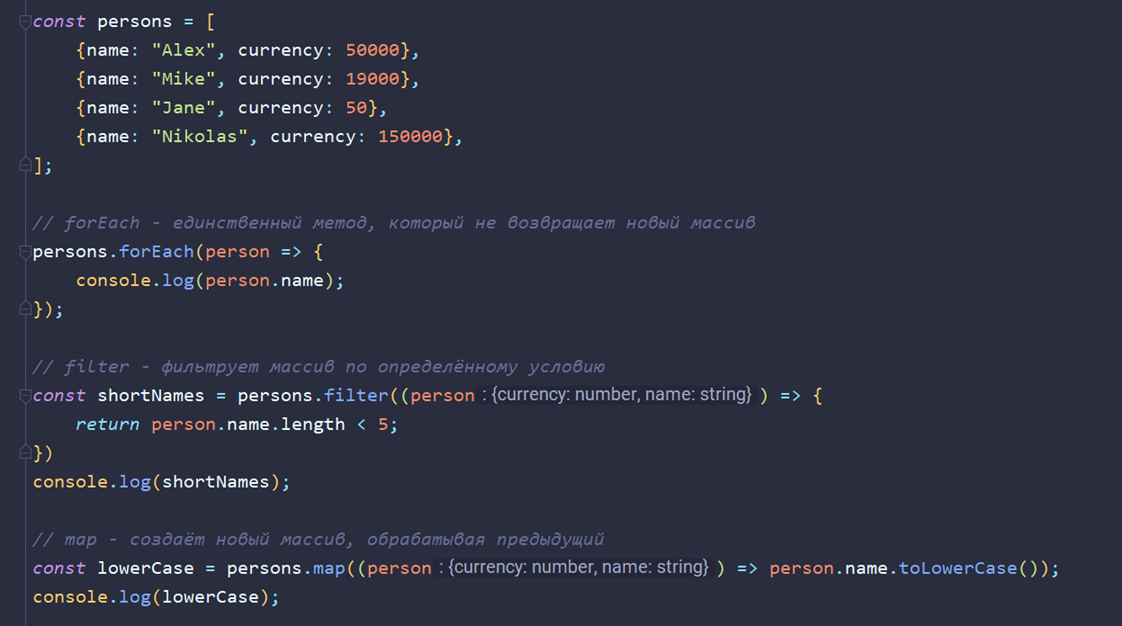 const persons = [
    {name: "Alex", currency: 50000},
    {name: "Mike", currency: 19000},
    {name: "Jane", currency: 50},
    {name: "Nikolas", currency: 150000},
];

// forEach - единственный метод, который не возвращает новый массив
persons.forEach(person => {
    console.log(person.name);
});

// filter - фильтрует массив по определённому условию
const shortNames = persons.filter((person : {currency: number, name: string} ) => {
    return person.name.length < 5;
})
console.log(shortNames);

// map - создаёт новый массив, обрабатывая предыдущий
const lowerCase = persons.map((person : {currency: number, name: string} ) => person.name.toLowerCase());
console.log(lowerCase);